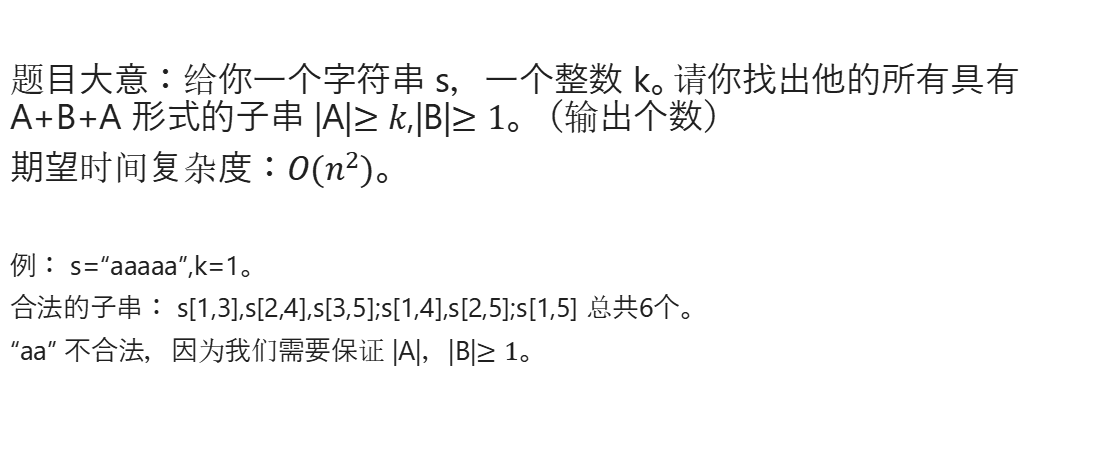 题目大意：给你一个字符串 s，一个整数 k。请你找出他的所有具有
A+B+A 形式的子串 |A|≥ k,|B|≥ 1。（输出个数）
期望时间复杂度：O(n²)。
例： s=“aaaaa”,k=1。
合法的子串： s[1,3],s[2,4],s[3,5];s[1,4],s[2,5];s[1,5] 总共6个。
“aa” 不合法，因为我们需要保证 |A|，|B|≥ 1。